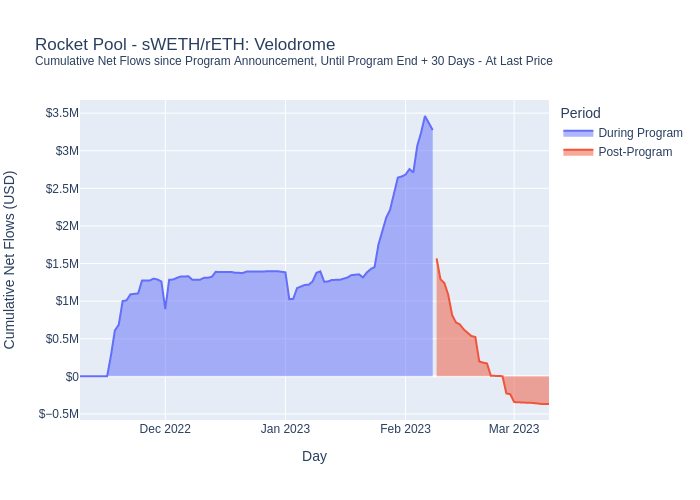 Rocket Pool - sWETH/rETH: Velodrome
Cumulative Net Flows since Program Announcement, Until Program End + 30 Days - At Last Price
Period
During Program
Post-Program
Cumulative Net Flows (USD)
$3.5M
$3M
$2.5M
$2M
$1.5M
$1M
$0.5M
$0
$−0.5M
Dec 2022
Jan 2023
Feb 2023
Mar 2023
Day